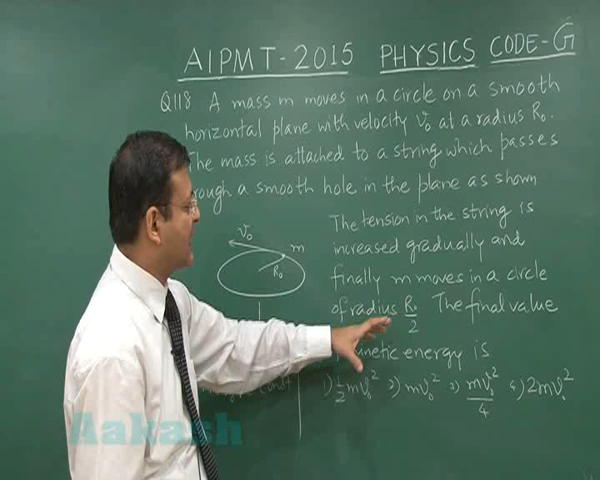 AIPMT-2015 PHYSICS CODE-G
Q118 A mass m moves in a circle on a smooth
horizontal plane with velocity v₀ at a radius R₀.
The mass is attached to a string which passes
rough a smooth hole in the plane as shown
v₀ m
R₀
The tension in the string is
increased gradually and
finally m moves in a circle
of radius R₀/2 The final value
kinetic energy is
1) 1/2 mv₀² 2) mv₀² 3) mv₀²/4 4) 2mv₀²
Aakash